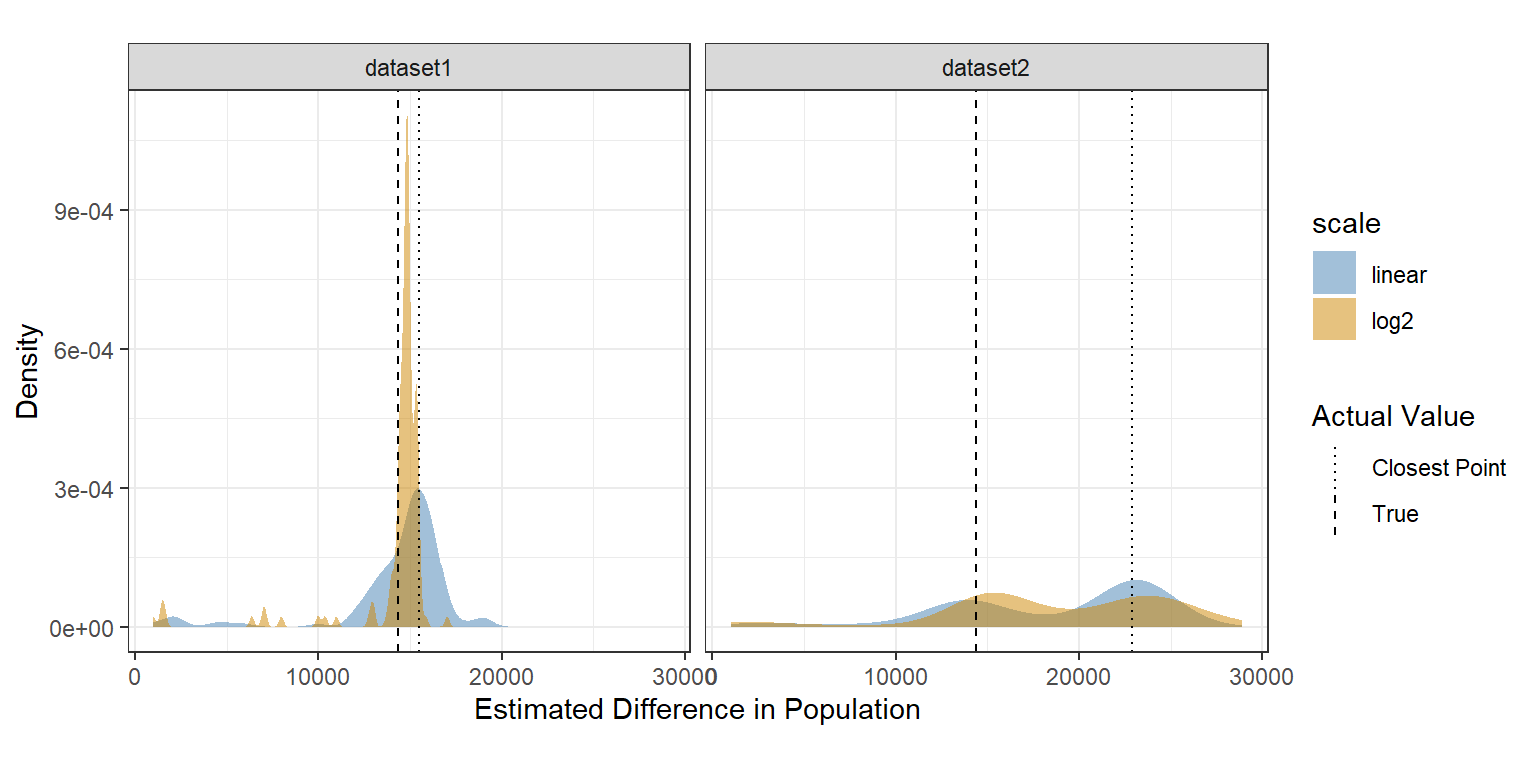 dataset1
dataset2
9e-04
6e-04
3e-04
0e+00
Density
0
10000
20000
30000
0
10000
20000
30000
Estimated Difference in Population
scale
linear
log2
Actual Value
Closest Point
True